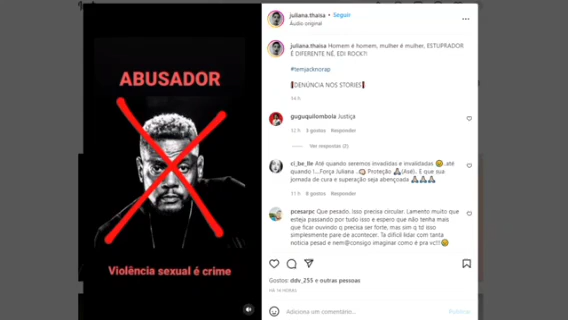 juliana.thaisa • Seguir
Áudio original
ABUSADOR
Violência sexual é crime
juliana.thaisa Homem é homem, mulher é mulher, ESTUPRADOR
É DIFERENTE NÉ, EDI ROCK?!
#temjacknorap
DENÚNCIA NOS STORIES
14 h
guguquilombola Justiça
12 h 3 gostos Responder
Ver respostas (2)
ci_be_lle Até quando seremos invadidas e invalidadas ..até
quando !...Força Juliana .. Proteção (Axé). E que sua
jornada de cura e superação seja abençoada
11 h 8 gostos Responder
pcesarpc Que pesado, isso precisa circular. Lamento muito que
esteja passando por tudo isso e espero que não tenha mais
que ficar ouvindo q precisa ser forte, mas sim q td isso
simplesmente pare de acontecer. Ta difícil lidar com tanta
noticia pesad e nem@consigo imaginar como é pra vc!!!
Gostos: ddv_255 e outras pessoas
HÁ 14 HORAS
Adiciona um comentário...
Publicar